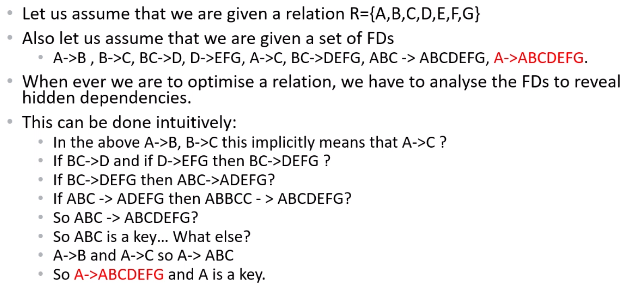 • Let us assume that we are given a relation R={A,B,C,D,E,F,G}
• Also let us assume that we are given a set of FDs
• A->B , B->C, BC->D, D->EFG, A->C, BC->DEFG, ABC -> ABCDEFG, A->ABCDEFG.
• When ever we are to optimise a relation, we have to analyse the FDs to reveal
hidden dependencies.
• This can be done intuitively:
• In the above A->B, B->C this implicitly means that A->C ?
• If BC->D and if D->EFG then BC->DEFG ?
• If BC->DEFG then ABC->ADEFG?
• If ABC -> ADEFG then ABBCC - > ABCDEFG?
• So ABC -> ABCDEFG?
• So ABC is a key... What else?
• A->B and A->C so A-> ABC
• So A->ABCDEFG and A is a key.